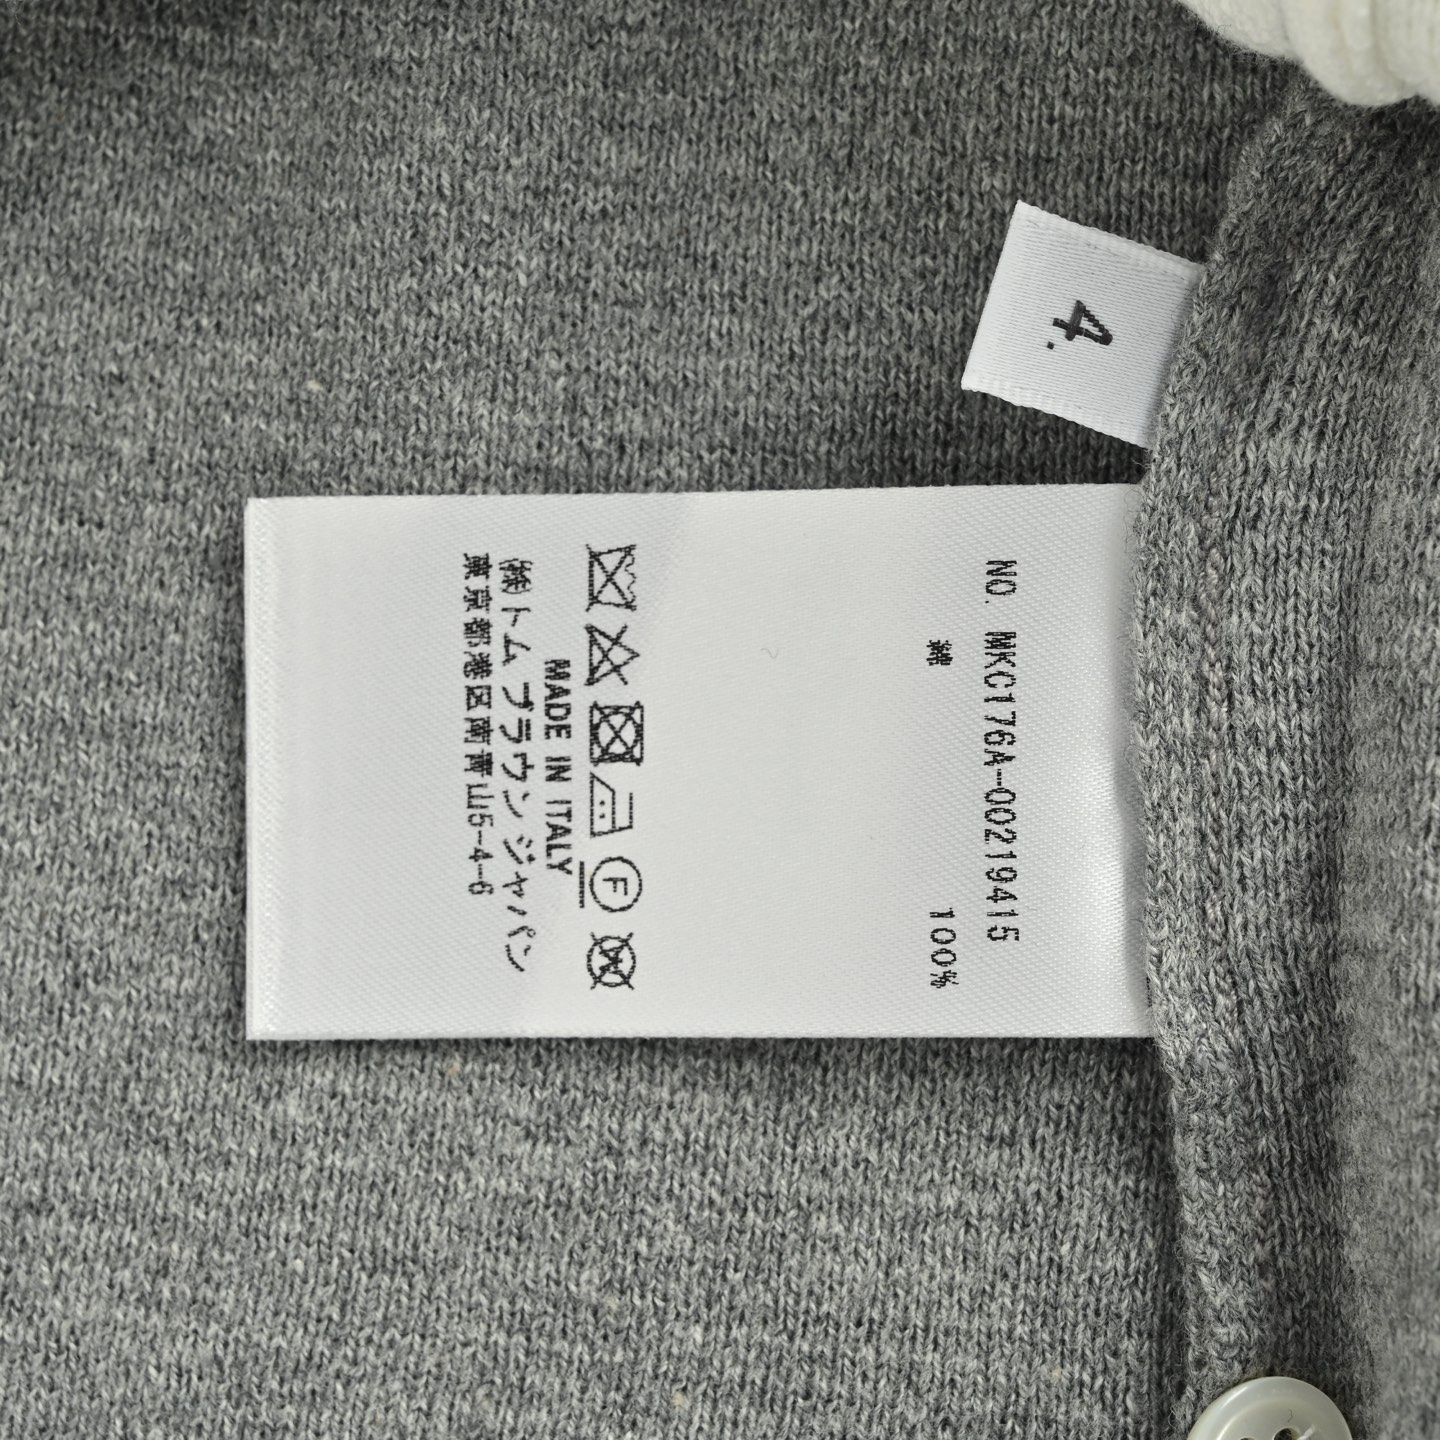 4.
NO. MKC176A-00219415
綿 100%
F
W
MADE IN ITALY
㈱トム ブラウン ジャパン
東京都港区南青山5-4-6